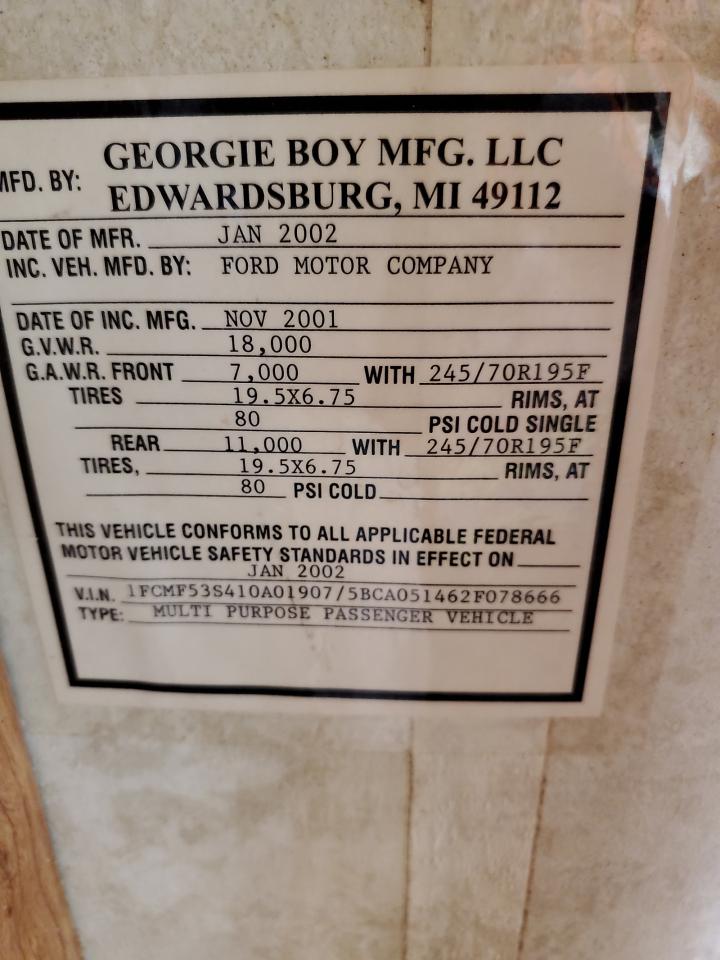 MFD. BY: GEORGIE BOY MFG. LLC
EDWARDSBURG, MI 49112
DATE OF MFR. JAN 2002
INC. VEH. MFD. BY: FORD MOTOR COMPANY
DATE OF INC. MFG. NOV 2001
G.V.W.R. 18,000
G.A.W.R. FRONT 7,000 WITH 245/70R195F
TIRES 19.5X6.75 RIMS, AT
80 PSI COLD SINGLE
REAR 11,000 WITH 245/70R195F
TIRES, 19.5X6.75 RIMS, AT
80 PSI COLD
THIS VEHICLE CONFORMS TO ALL APPLICABLE FEDERAL
MOTOR VEHICLE SAFETY STANDARDS IN EFFECT ON
JAN 2002
V.I.N. 1FCMF53S410A01907/5BCA051462F078666
TYPE: MULTI PURPOSE PASSENGER VEHICLE